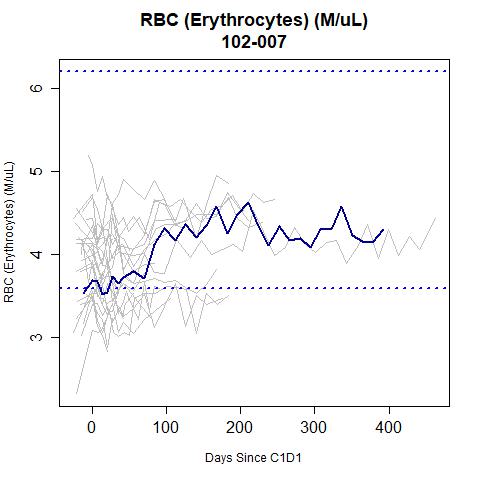 RBC (Erythrocytes) (M/uL)
102-007
6
5
4
3
RBC (Erythrocytes) (M/uL)
0 100 200 300 400
Days Since C1D1